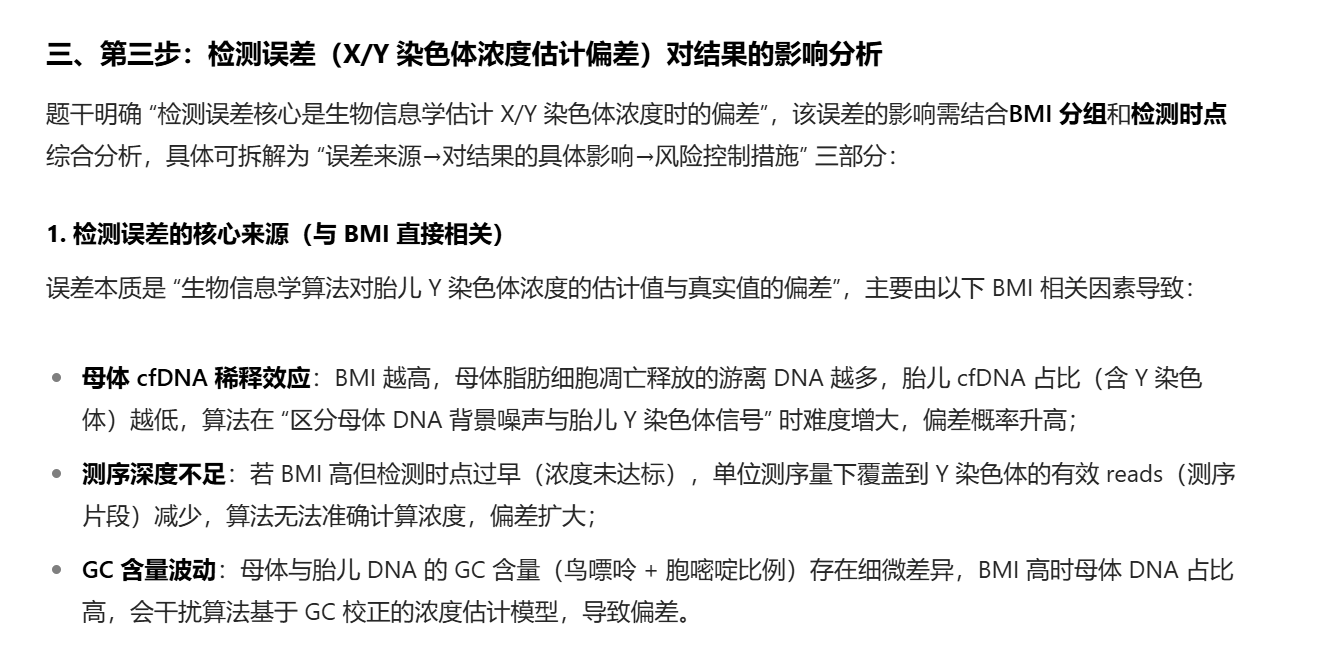 三、第三步：检测误差（X/Y 染色体浓度估计偏差）对结果的影响分析
题干明确 “检测误差核心是生物信息学估计 X/Y 染色体浓度时的偏差”，该误差的影响需结合BMI 分组和检测时点
综合分析，具体可拆解为 “误差来源→对结果的具体影响→风险控制措施” 三部分：
1. 检测误差的核心来源（与 BMI 直接相关）
误差本质是 “生物信息学算法对胎儿 Y 染色体浓度的估计值与真实值的偏差”，主要由以下 BMI 相关因素导致：
• 母体 cfDNA 稀释效应：BMI 越高，母体脂肪细胞凋亡释放的游离 DNA 越多，胎儿 cfDNA 占比（含 Y 染色
体）越低，算法在 “区分母体 DNA 背景噪声与胎儿 Y 染色体信号” 时难度增大，偏差概率升高；
• 测序深度不足：若 BMI 高但检测时点过早（浓度未达标），单位测序量下覆盖到 Y 染色体的有效 reads（测序
片段）减少，算法无法准确计算浓度，偏差扩大；
• GC 含量波动：母体与胎儿 DNA 的 GC 含量（鸟嘌呤 + 胞嘧啶比例）存在细微差异，BMI 高时母体 DNA 占比
高，会干扰算法基于 GC 校正的浓度估计模型，导致偏差。